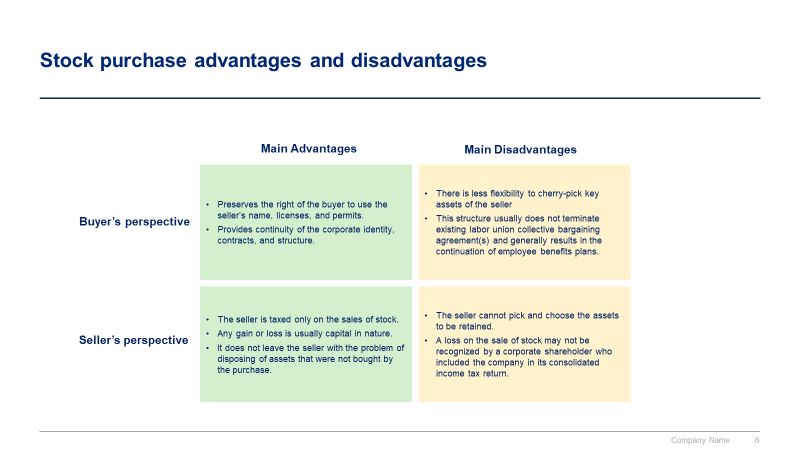 Stock purchase advantages and disadvantages
Main Advantages
Main Disadvantages
Buyer's perspective
• Preserves the right of the buyer to use the
seller's name, licenses, and permits.
• Provides continuity of the corporate identity,
contracts, and structure.
• There is less flexibility to cherry-pick key
assets of the seller
• This structure usually does not terminate
existing labor union collective bargaining
agreement(s) and generally results in the
continuation of employee benefits plans.
Seller's perspective
• The seller is taxed only on the sales of stock.
• Any gain or loss is usually capital in nature.
• It does not leave the seller with the problem of
disposing of assets that were not bought by
the purchase.
• The seller cannot pick and choose the assets
to be retained.
• A loss on the sale of stock may not be
recognized by a corporate shareholder who
included the company in its consolidated
income tax return.
Company Name 6